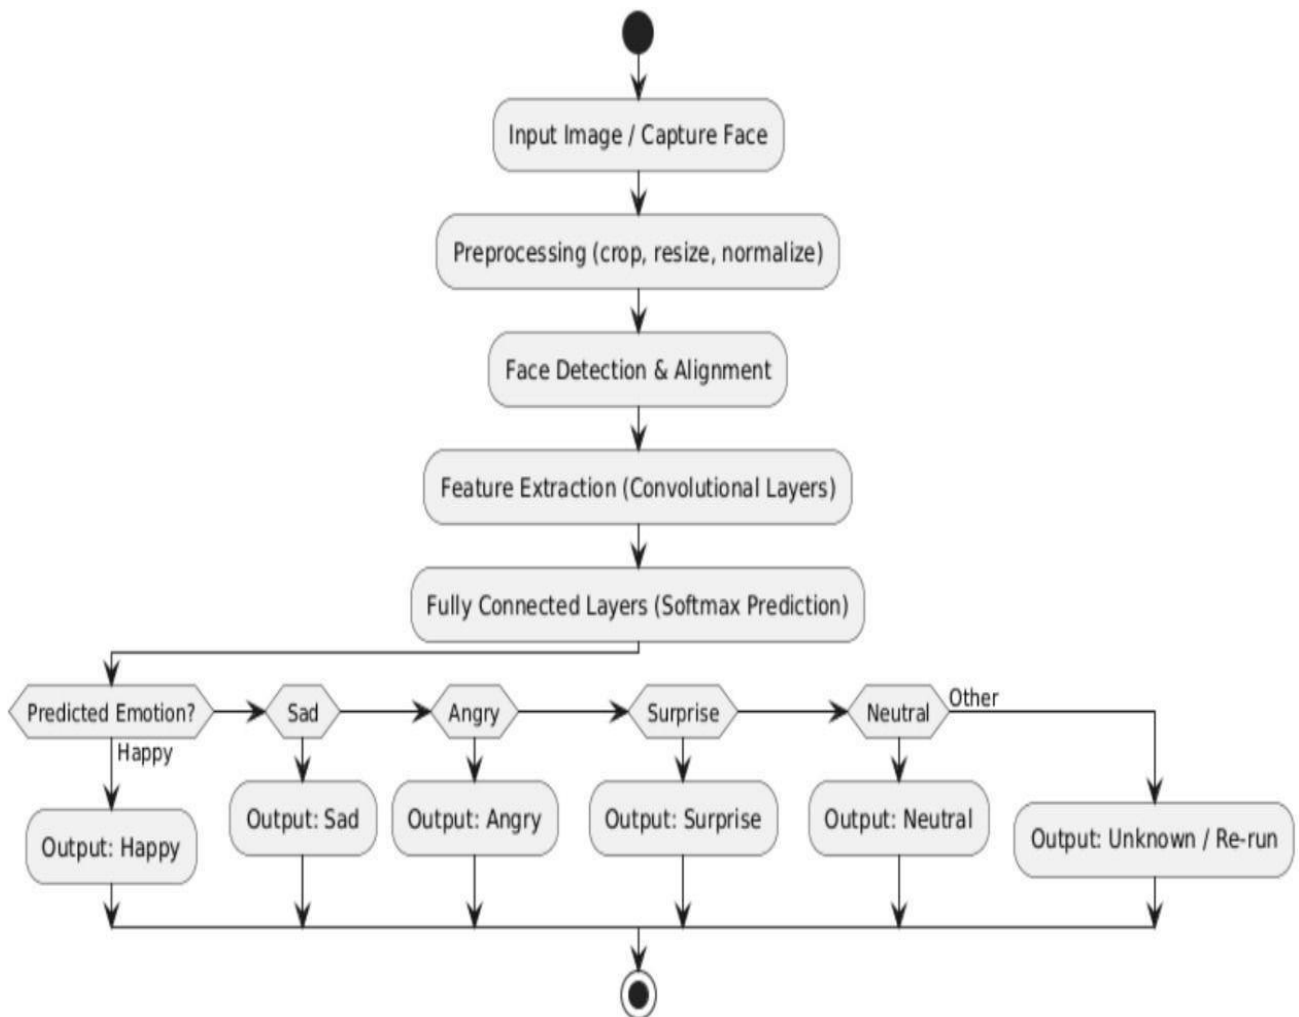 Input Image / Capture Face
Preprocessing (crop, resize, normalize)
Face Detection & Alignment
Feature Extraction (Convolutional Layers)
Fully Connected Layers (Softmax Prediction)
Predicted Emotion?
Sad
Angry
Surprise
Neutral
Other
Happy
Output: Happy
Output: Sad
Output: Angry
Output: Surprise
Output: Neutral
Output: Unknown / Re-run